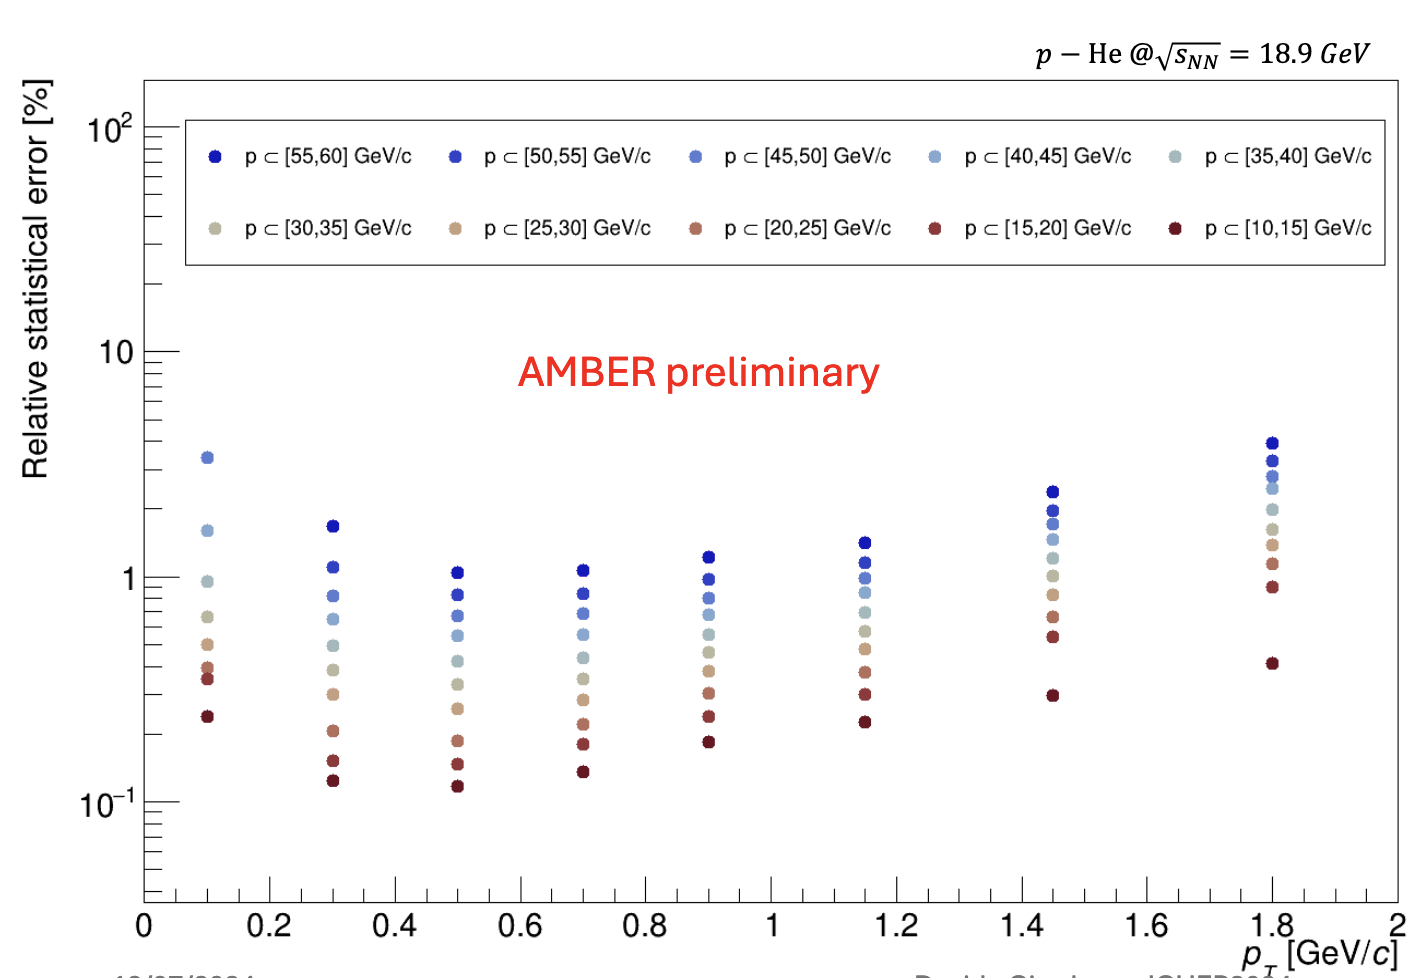 p − He @√sNN = 18.9 GeV
Relative statistical error [%]
10²
p ⊂ [55,60] GeV/c p ⊂ [50,55] GeV/c p ⊂ [45,50] GeV/c p ⊂ [40,45] GeV/c p ⊂ [35,40] GeV/c
p ⊂ [30,35] GeV/c p ⊂ [25,30] GeV/c p ⊂ [20,25] GeV/c p ⊂ [15,20] GeV/c p ⊂ [10,15] GeV/c
10
AMBER preliminary
1
10⁻¹
0 0.2 0.4 0.6 0.8 1 1.2 1.4 1.6 1.8 2
pT [GeV/c]